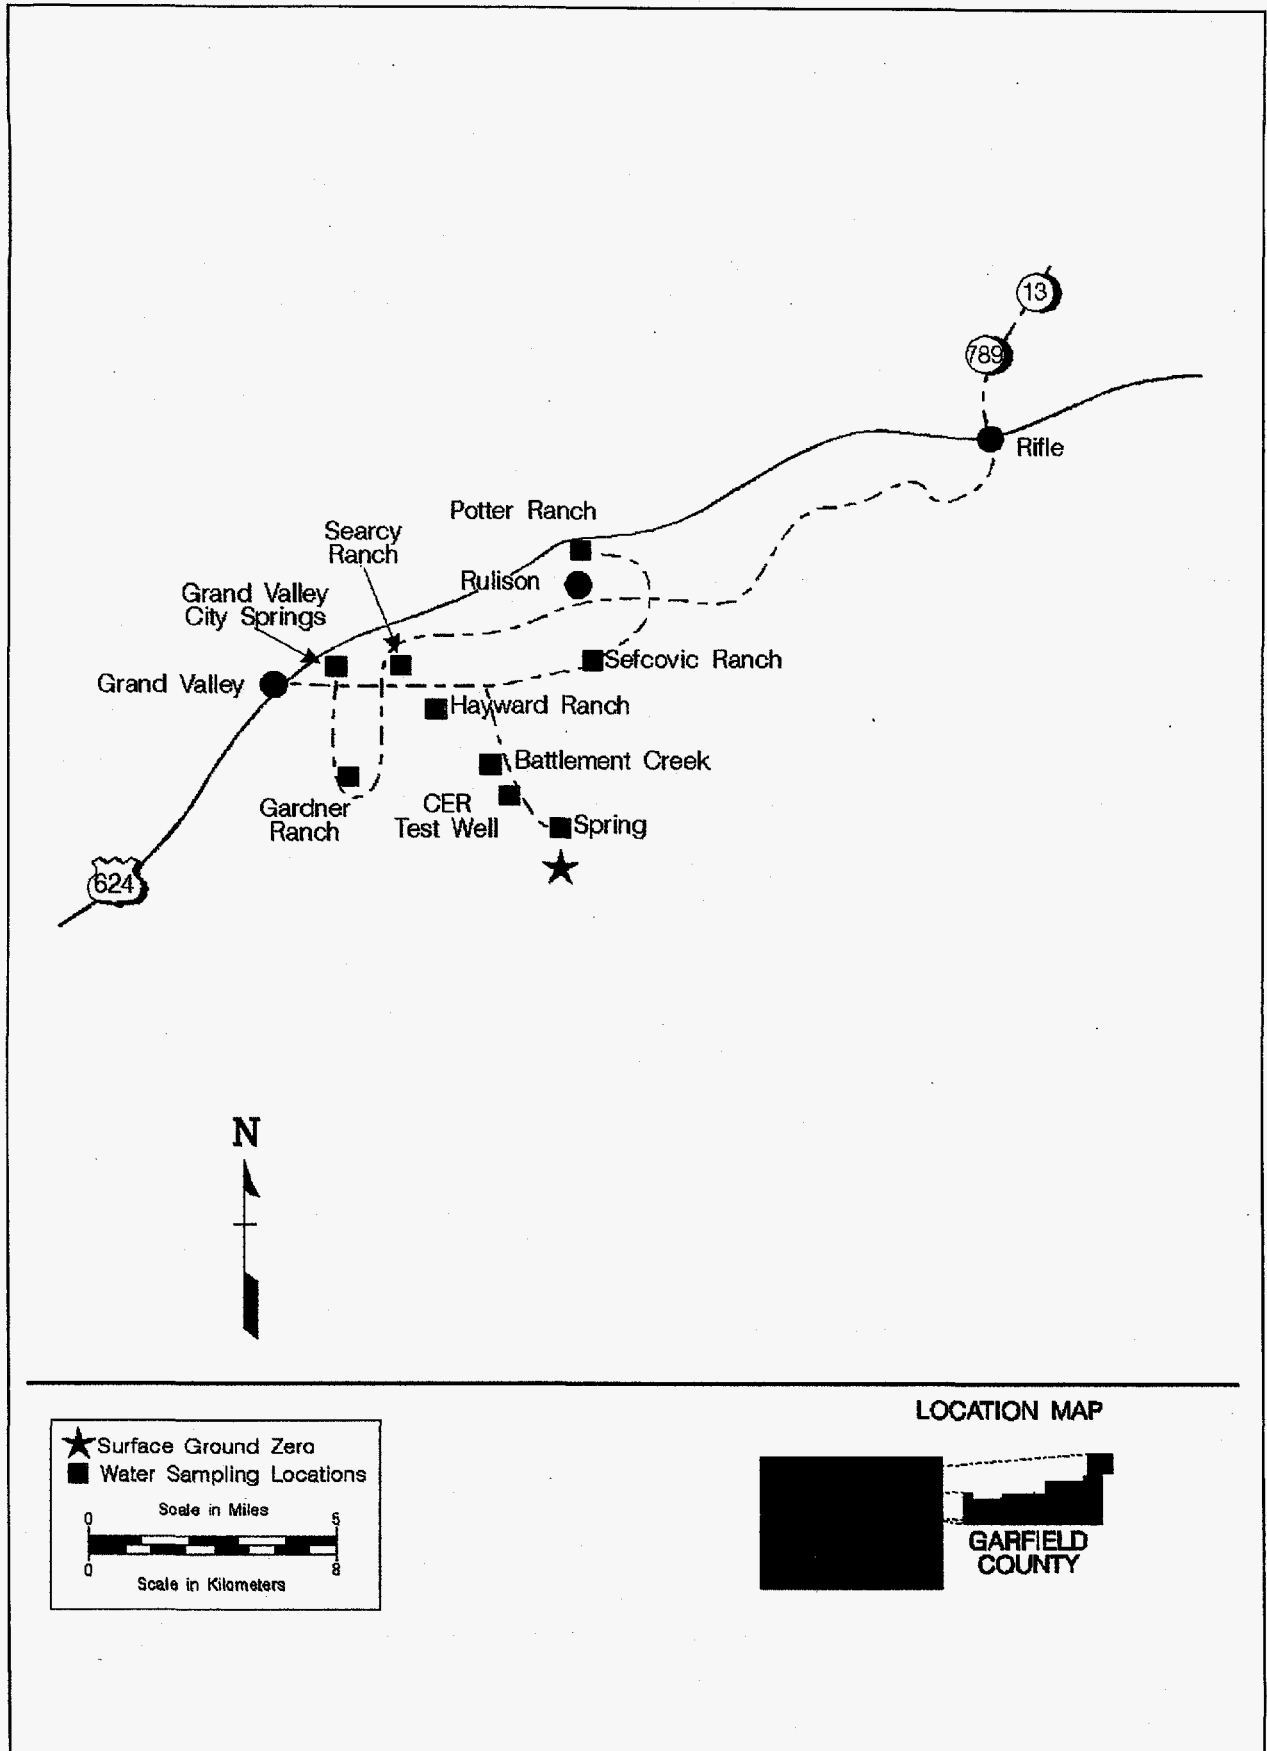 13
789
Rifle
Potter Ranch
Searcy
Ranch
Rulison
Grand Valley
City Springs
Sefcovic Ranch
Grand Valley
Hayward Ranch
Battlement Creek
Gardner
Ranch
CER
Test Well
Spring
624
N
LOCATION MAP
Surface Ground Zero
Water Sampling Locations
Scale in Miles
0 5
0 8
Scale in Kilometers
GARFIELD
COUNTY